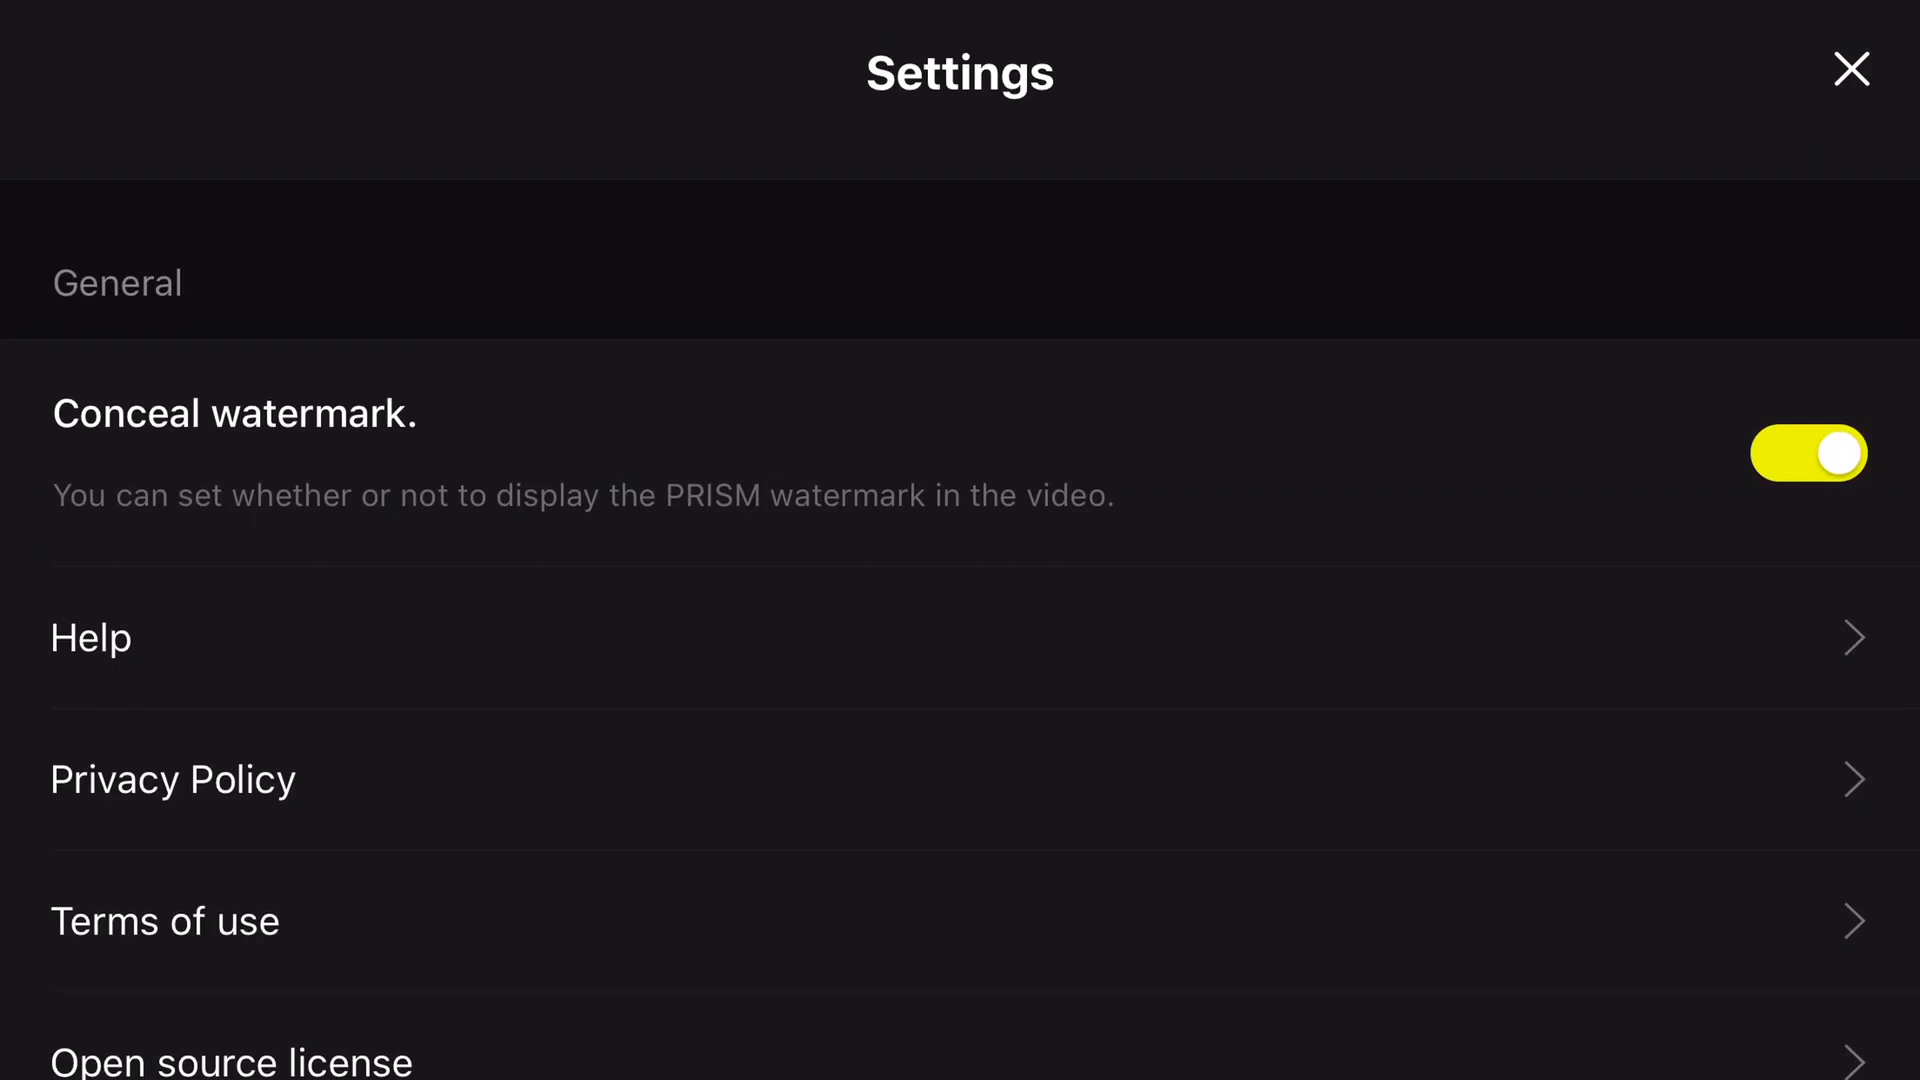 Settings
General
Conceal watermark.
You can set whether or not to display the PRISM watermark in the video.
Help
Privacy Policy
Terms of use
Open source license